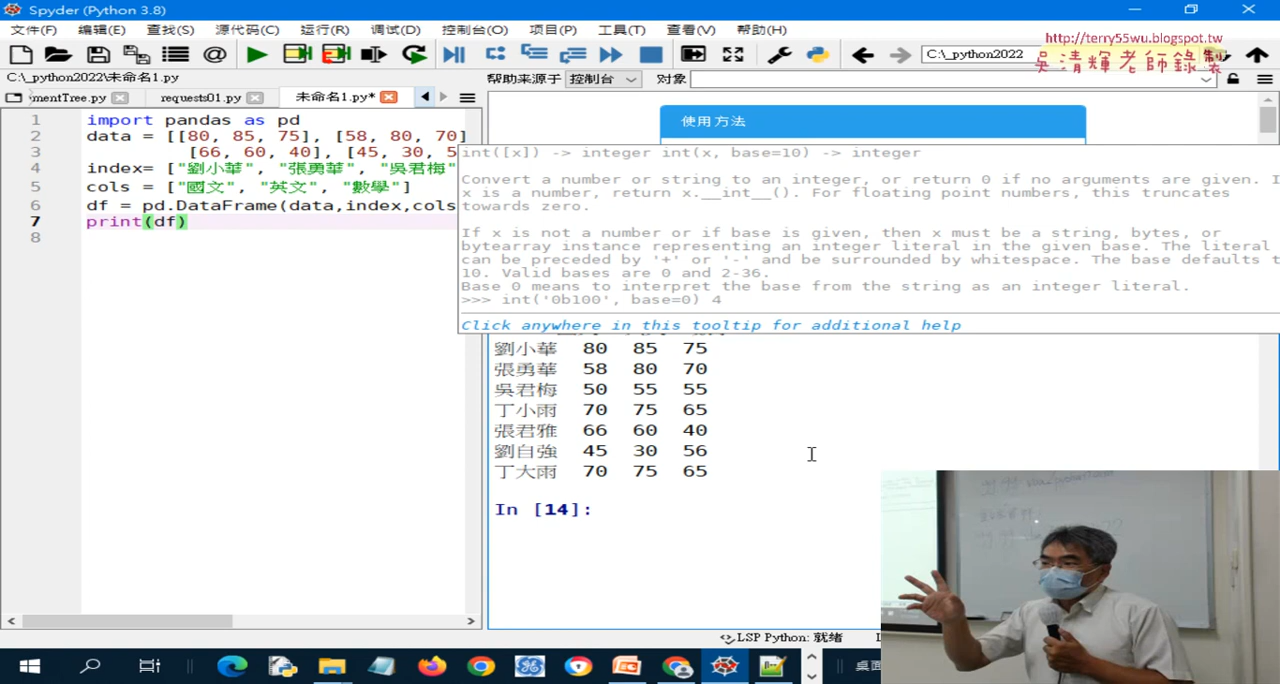 Spyder (Python 3.8)
文件(F) 编辑(E) 查找(S) 源代码(C) 运行(R) 调试(D) 控制台(O) 项目(P) 工具(T) 查看(V) 帮助(H)
http://terry55wu.blogspot.tw
吳清輝老師錄製
C:\_python2022
C:\_python2022\未命名1.py
帮助来源于 控制台 对象
mentTree.py requests01.py 未命名1.py*
使用方法
1 import pandas as pd
2 data = [[80, 85, 75], [58, 80, 70]
3 [66, 60, 40], [45, 30, 5
4 index= ["劉小華", "張勇華", "吳君梅"
5 cols = ["國文", "英文", "數學"]
6 df = pd.DataFrame(data,index,cols
7 print(df)
8
int([x]) -> integer int(x, base=10) -> integer
Convert a number or string to an integer, or return 0 if no arguments are given. I
x is a number, return x.__int__(). For floating point numbers, this truncates
towards zero.
If x is not a number or if base is given, then x must be a string, bytes, or
bytearray instance representing an integer literal in the given base. The literal
can be preceded by '+' or '-' and be surrounded by whitespace. The base defaults t
10. Valid bases are 0 and 2-36.
Base 0 means to interpret the base from the string as an integer literal.
>>> int('0b100', base=0) 4
Click anywhere in this tooltip for additional help
劉小華 80 85 75
張勇華 58 80 70
吳君梅 50 55 55
丁小雨 70 75 65
張君雅 66 60 40
劉自強 45 30 56
丁大雨 70 75 65
In [14]:
LSP Python: 就绪
桌面